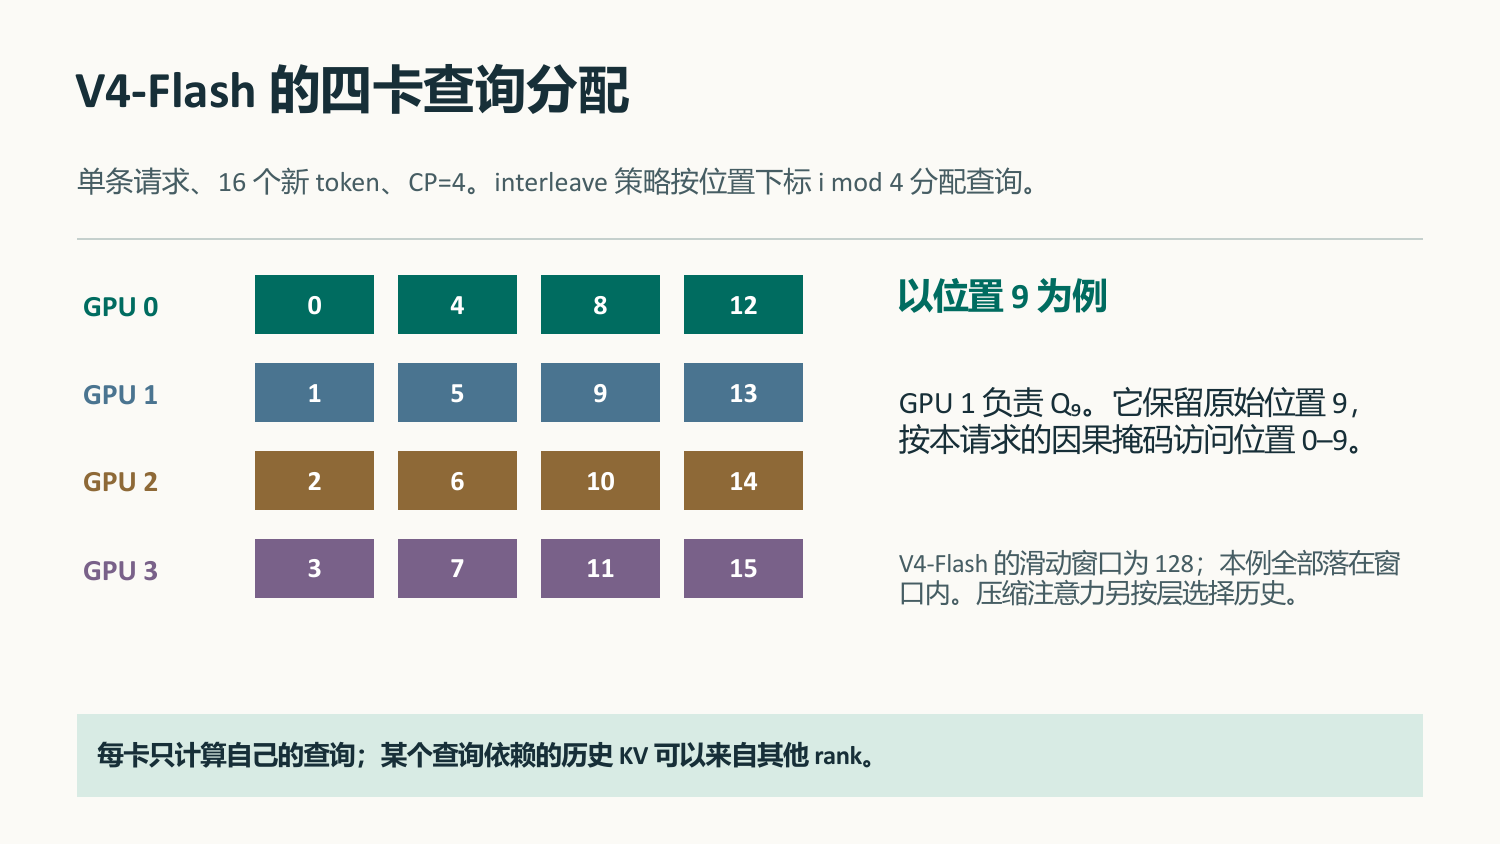 V4-Flash 的四卡查询分配
单条请求、16 个新 token、CP=4。interleave 策略按位置下标 i mod 4 分配查询。
GPU 0 0 4 8 12
GPU 1 1 5 9 13
GPU 2 2 6 10 14
GPU 3 3 7 11 15
以位置 9 为例
GPU 1 负责 Q₉。它保留原始位置 9，
按本请求的因果掩码访问位置 0–9。
V4-Flash 的滑动窗口为 128；本例全部落在窗
口内。压缩注意力另按层选择历史。
每卡只计算自己的查询；某个查询依赖的历史 KV 可以来自其他 rank。